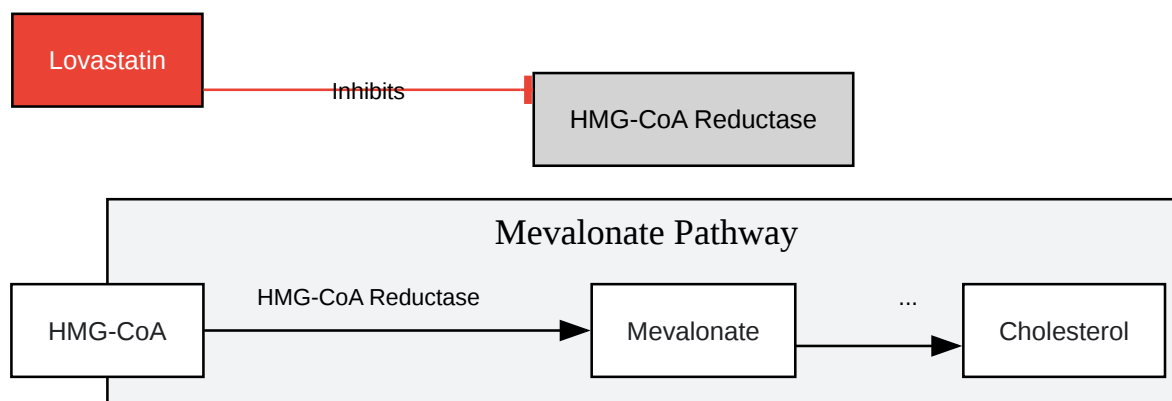 Lovastatin
Inhibits
HMG-CoA Reductase
Mevalonate Pathway
HMG-CoA Reductase
...
HMG-CoA
Mevalonate
Cholesterol